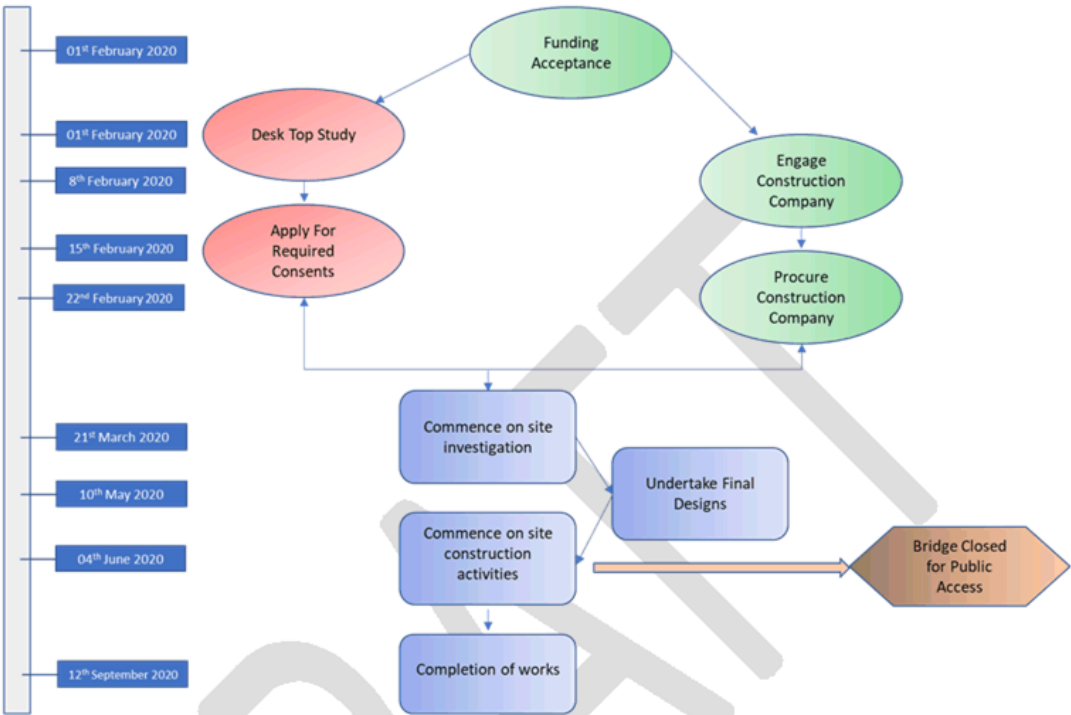 01st February 2020
Funding
Acceptance
01st February 2020
Desk Top Study
8th February 2020
Engage
Construction
Company
15th February 2020
Apply For
Required
Consents
22nd February 2020
Procure
Construction
Company
21st March 2020
Commence on site
investigation
10th May 2020
Undertake Final
Designs
04th June 2020
Commence on site
construction
activities
Bridge Closed
for Public
Access
12th September 2020
Completion of works
DRAFT